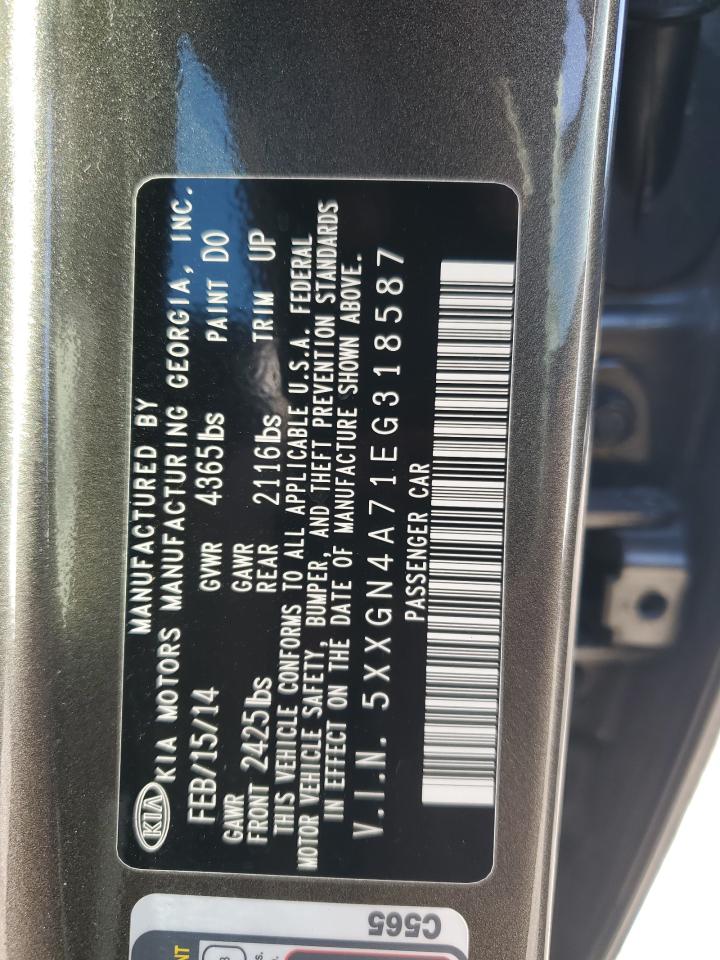 MANUFACTURED BY
KIA KIA MOTORS MANUFACTURING GEORGIA, INC.
FEB/15/14 GVWR 4365lbs PAINT DO
GAWR GAWR
FRONT 2425lbs REAR 2116lbs TRIM UP
THIS VEHICLE CONFORMS TO ALL APPLICABLE U.S.A. FEDERAL
MOTOR VEHICLE SAFETY, BUMPER, AND THEFT PREVENTION STANDARDS
IN EFFECT ON THE DATE OF MANUFACTURE SHOWN ABOVE.
V.I.N. 5XXGN4A71EG318587
PASSENGER CAR
C565